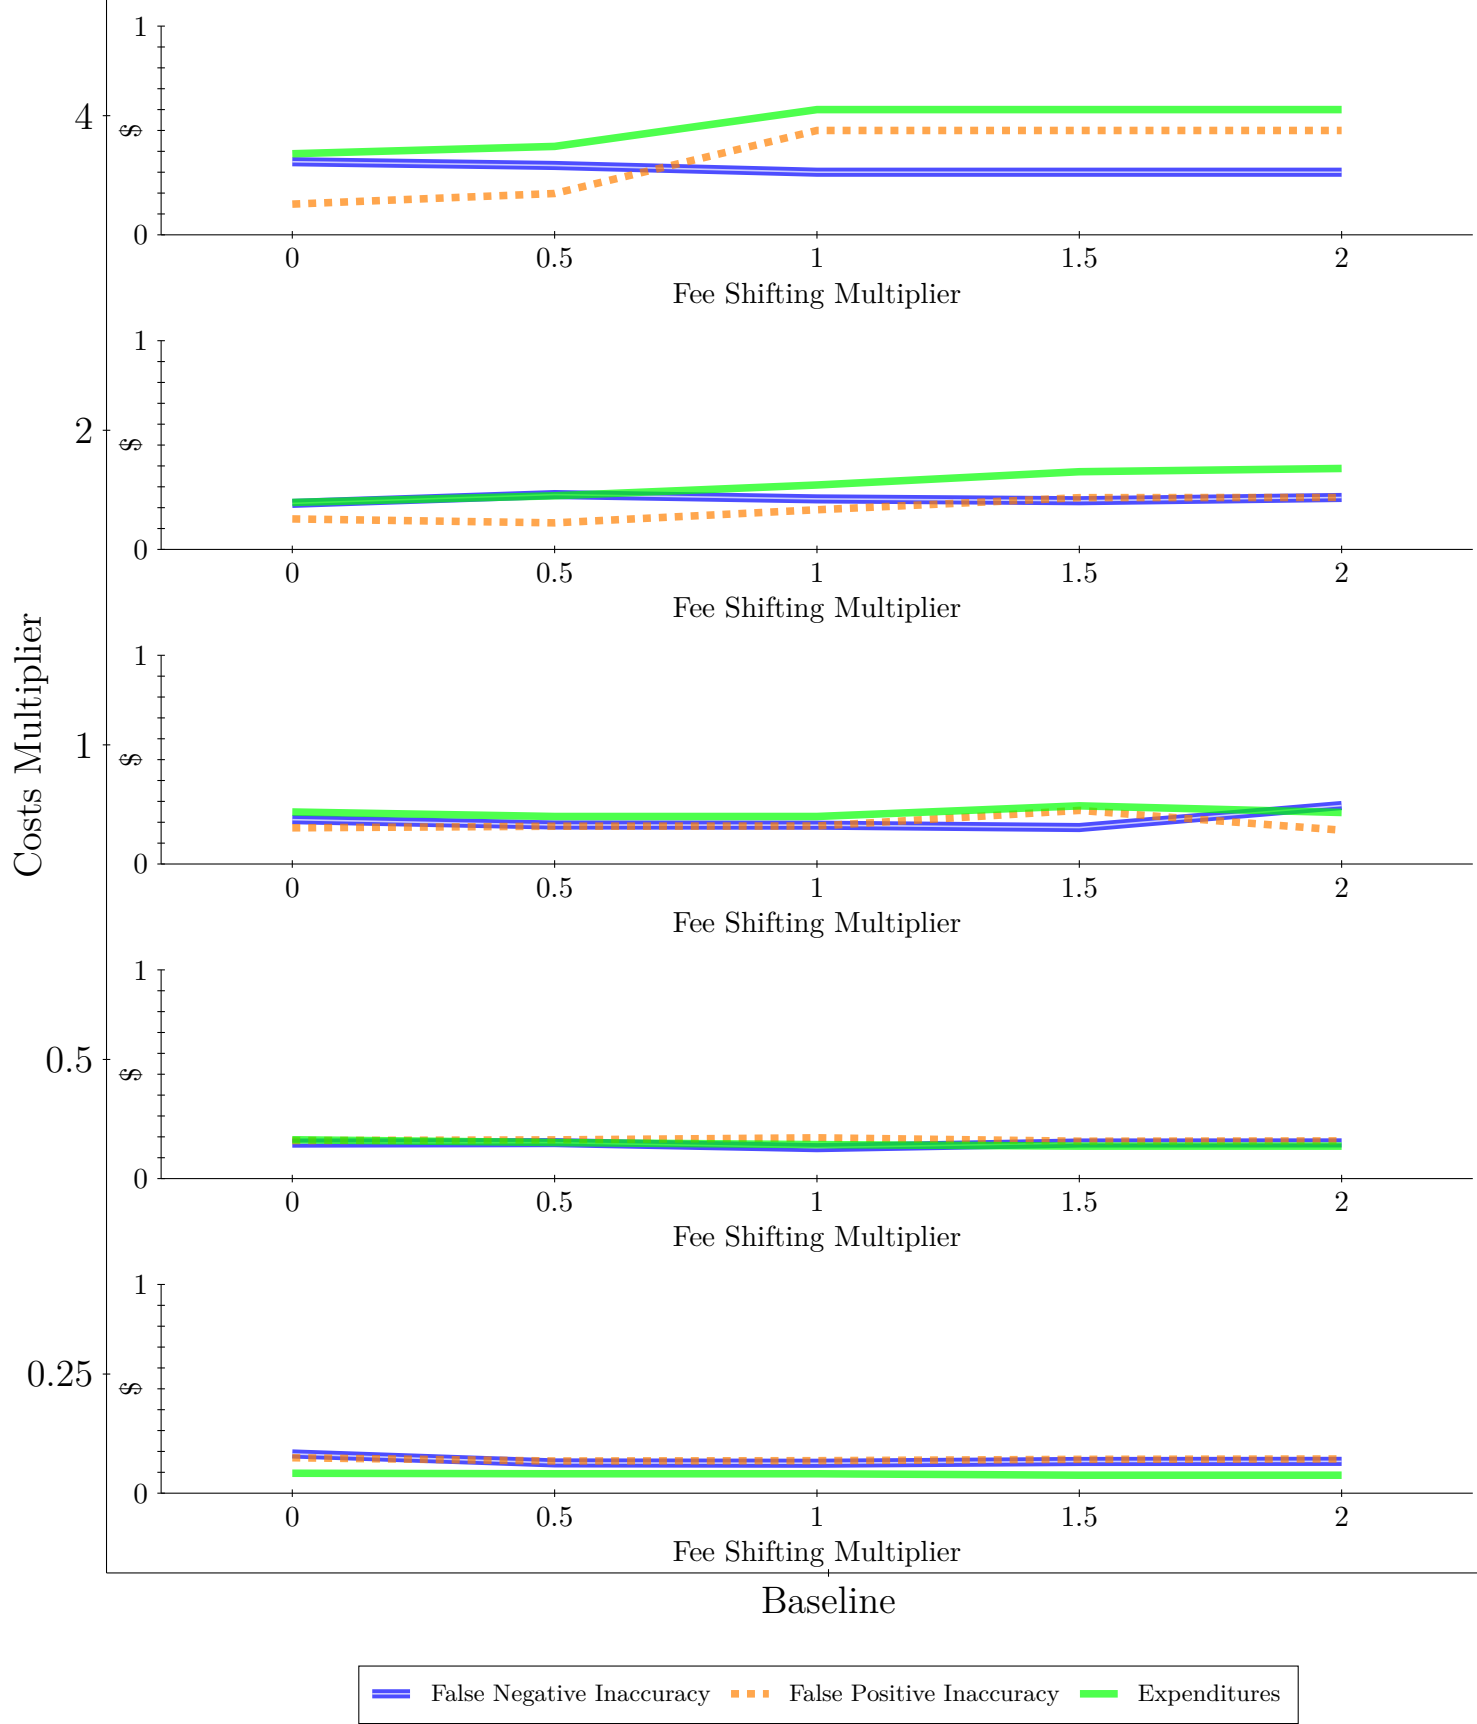 Costs Multiplier
4
1
$
0
0 0.5 1 1.5 2
Fee Shifting Multiplier
2
1
$
0
0 0.5 1 1.5 2
Fee Shifting Multiplier
1
1
$
0
0 0.5 1 1.5 2
Fee Shifting Multiplier
0.5
1
$
0
0 0.5 1 1.5 2
Fee Shifting Multiplier
0.25
1
$
0
0 0.5 1 1.5 2
Fee Shifting Multiplier
Baseline
False Negative Inaccuracy False Positive Inaccuracy Expenditures